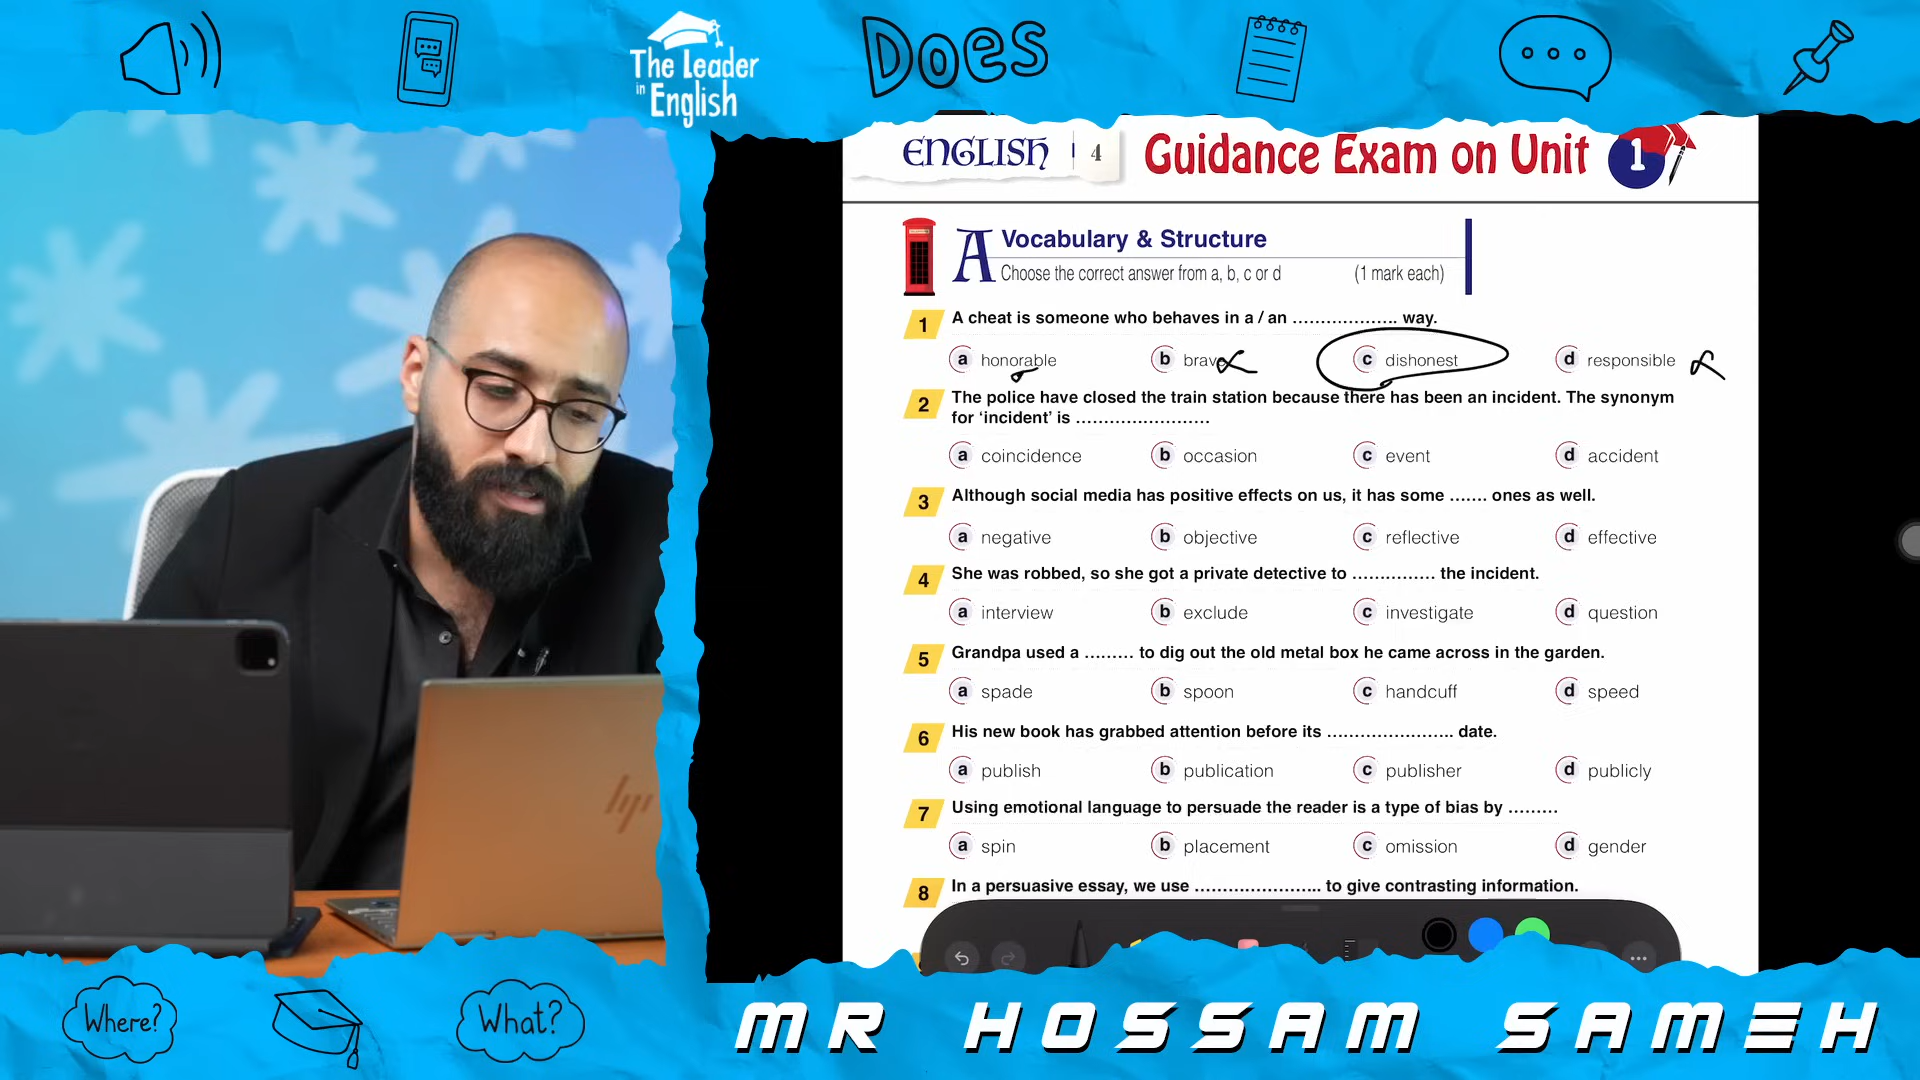 The Leader
in English
Does
ENGLISH 4 Guidance Exam on Unit 1
A Vocabulary & Structure
Choose the correct answer from a, b, c or d (1 mark each)
1 A cheat is someone who behaves in a / an ................... way.
a honorable b brave c dishonest d responsible
2 The police have closed the train station because there has been an incident. The synonym
for ‘incident’ is ........................
a coincidence b occasion c event d accident
3 Although social media has positive effects on us, it has some ....... ones as well.
a negative b objective c reflective d effective
4 She was robbed, so she got a private detective to ............... the incident.
a interview b exclude c investigate d question
5 Grandpa used a ......... to dig out the old metal box he came across in the garden.
a spade b spoon c handcuff d speed
6 His new book has grabbed attention before its ....................... date.
a publish b publication c publisher d publicly
7 Using emotional language to persuade the reader is a type of bias by .........
a spin b placement c omission d gender
8 In a persuasive essay, we use ....................... to give contrasting information.
hp
Where?
What?
MR HOSSAM SAMEH